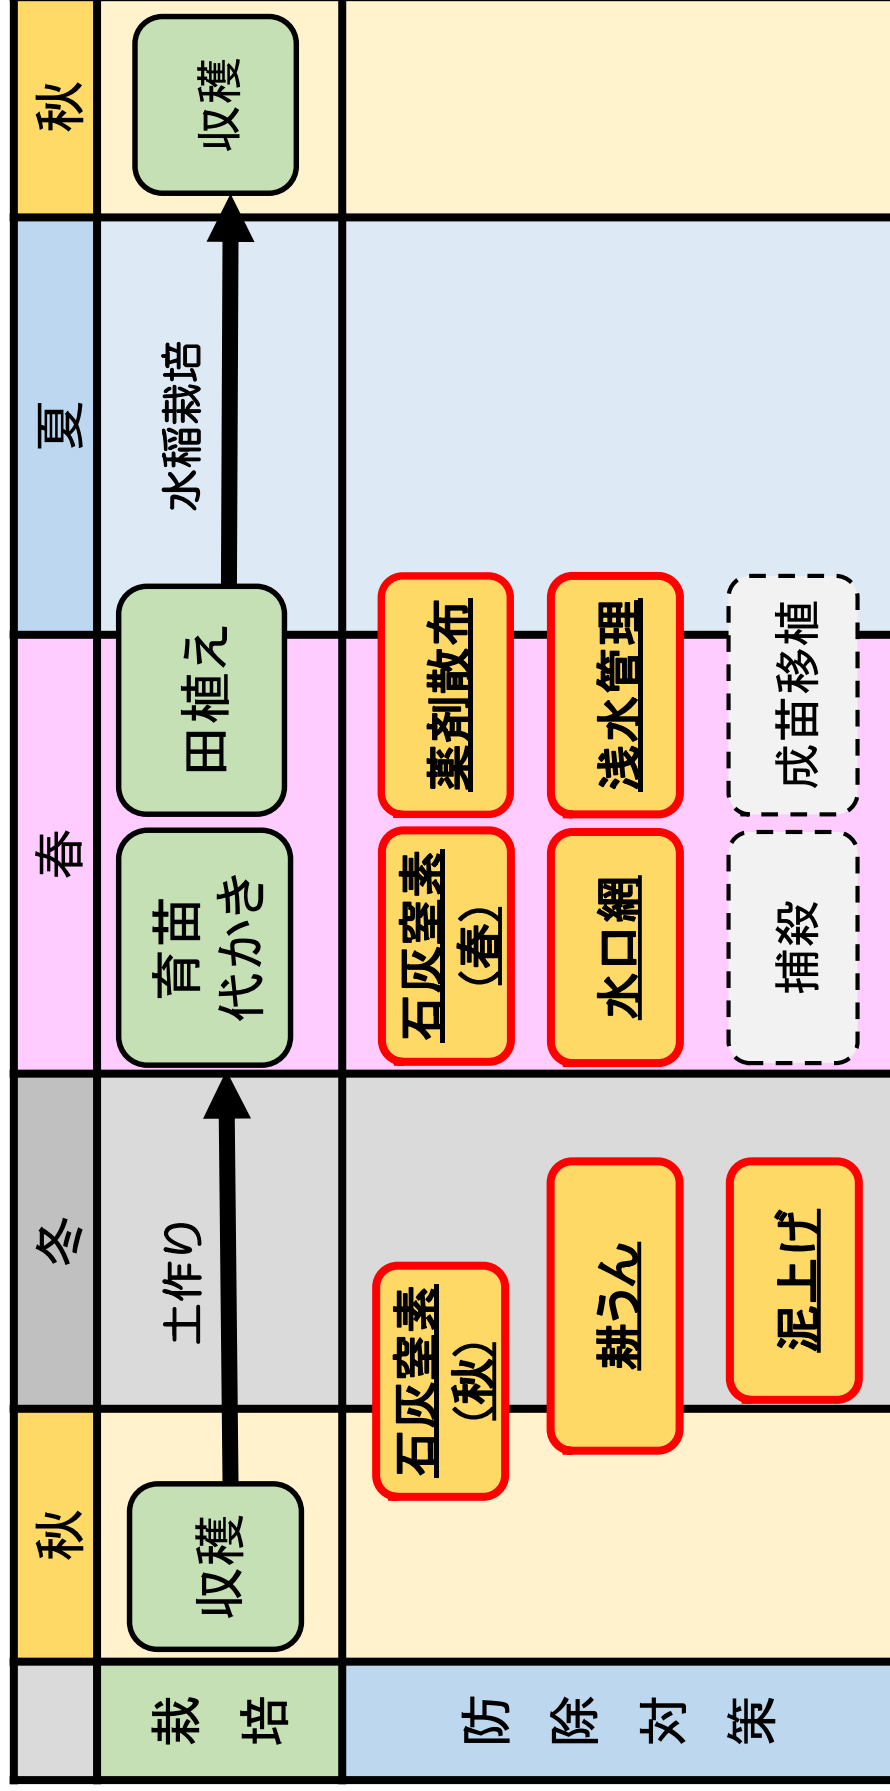 秋
冬
春
夏
秋
栽培
収穫
土作り
育苗
代かき
田植え
水稲栽培
収穫
防除対策
石灰窒素
（秋）
石灰窒素
（春）
薬剤散布
耕うん
水口網
浅水管理
泥上げ
捕殺
成苗移植